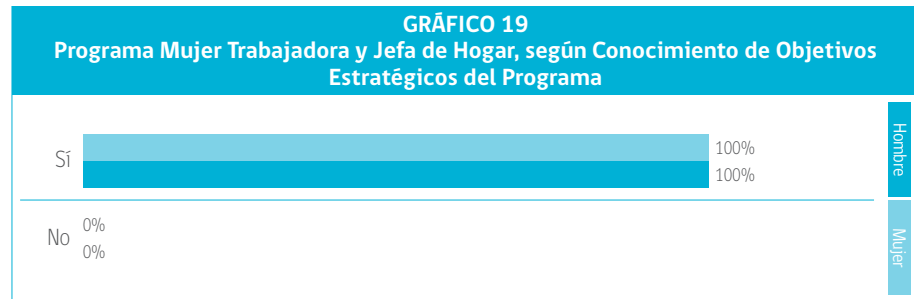 GRÁFICO 19
Programa Mujer Trabajadora y Jefa de Hogar, según Conocimiento de Objetivos
Estratégicos del Programa
Sí
100%
100%
No
0%
0%
Hombre
Mujer